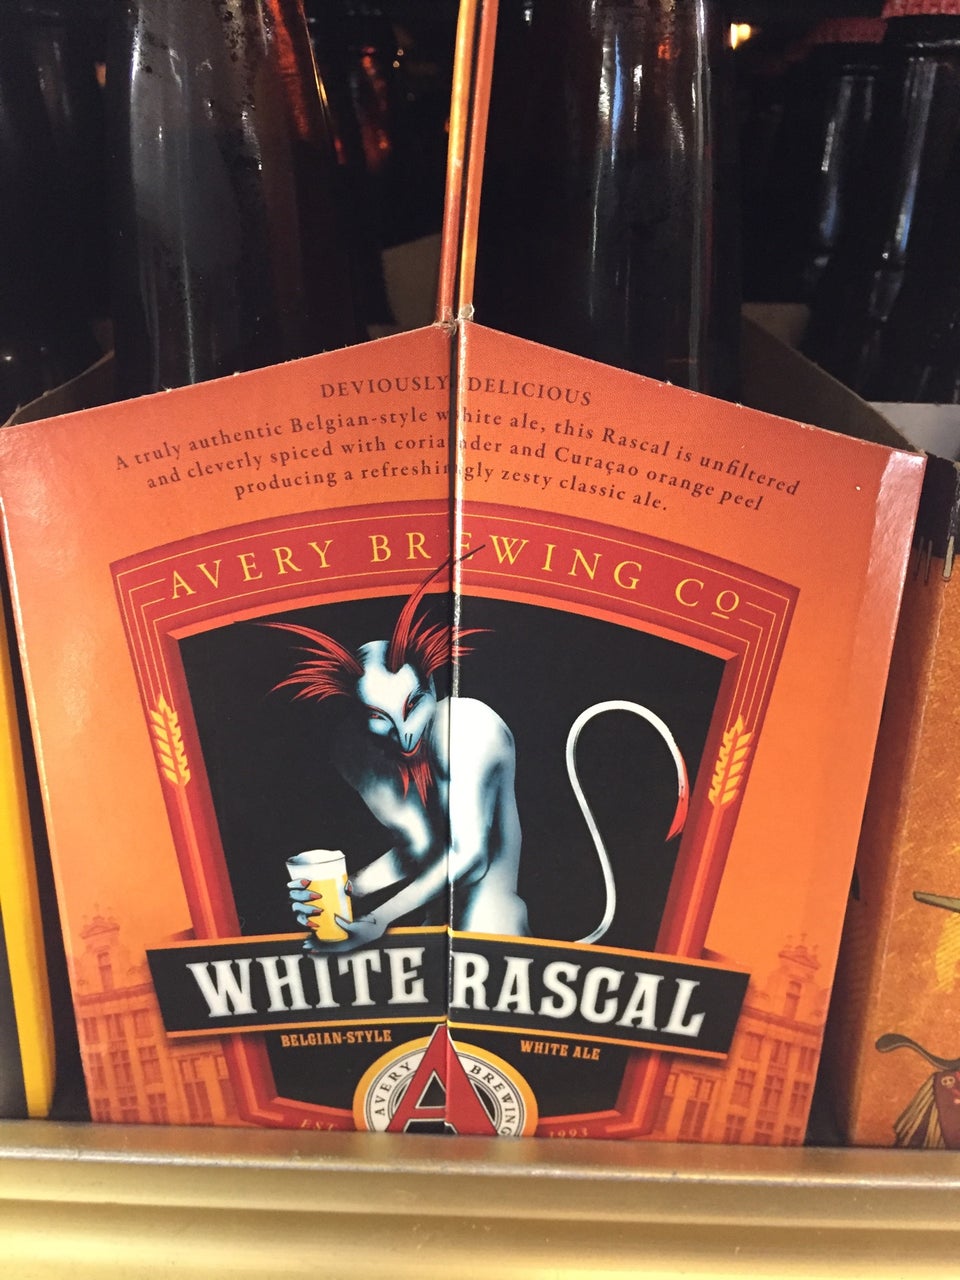 DEVIOUSLY DELICIOUS
A truly authentic Belgian-style white ale, this Rascal is unfiltered
and cleverly spiced with coriander and Curaçao orange peel
producing a refreshingly zesty classic ale.
AVERY BREWING CO
WHITE RASCAL
BELGIAN-STYLE WHITE ALE
AVERY BREWING
A
EST 1993